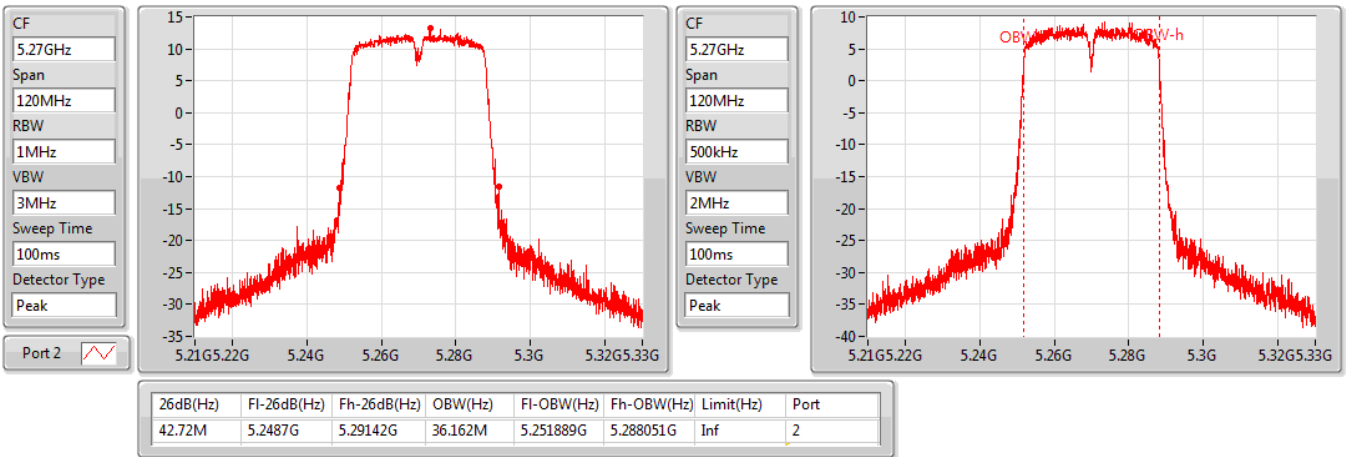 CF
5.27GHz
Span
120MHz
RBW
1MHz
VBW
3MHz
Sweep Time
100ms
Detector Type
Peak
Port 2
15
10
5
0
-5
-10
-15
-20
-25
-30
-35
5.21G 5.22G 5.24G 5.26G 5.28G 5.3G 5.32G 5.33G
CF
5.27GHz
Span
120MHz
RBW
500kHz
VBW
2MHz
Sweep Time
100ms
Detector Type
Peak
10
5
0
-5
-10
-15
-20
-25
-30
-35
-40
OBW-h
5.21G 5.22G 5.24G 5.26G 5.28G 5.3G 5.32G 5.33G
26dB(Hz) Fl-26dB(Hz) Fh-26dB(Hz) OBW(Hz) Fl-OBW(Hz) Fh-OBW(Hz) Limit(Hz) Port
42.72M 5.2487G 5.29142G 36.162M 5.251889G 5.288051G Inf 2